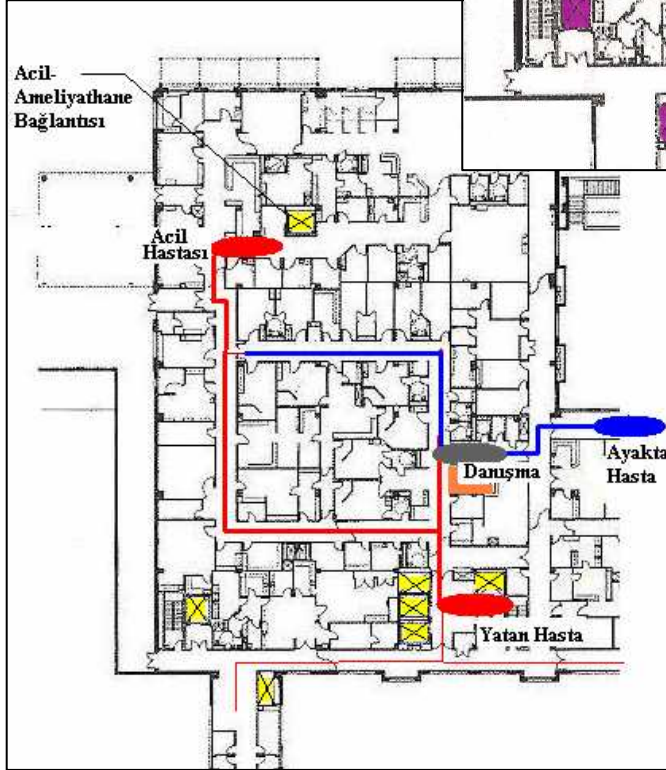 Acil-
Ameliyathane
Bağlantısı
Acil
Hastası
Danışma
Ayakta
Hasta
Yatan Hasta